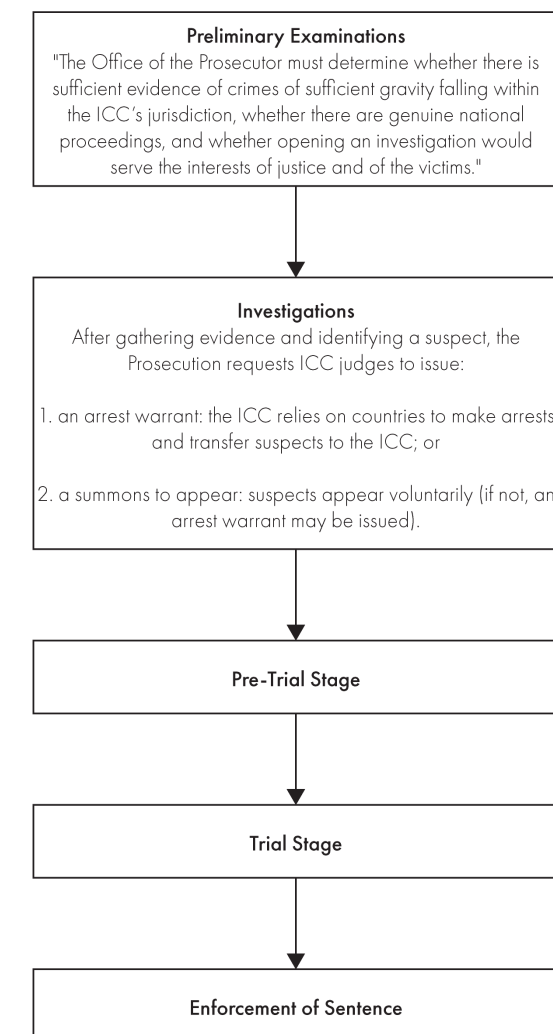 Preliminary Examinations
"The Office of the Prosecutor must determine whether there is
sufficient evidence of crimes of sufficient gravity falling within
the ICC's jurisdiction, whether there are genuine national
proceedings, and whether opening an investigation would
serve the interests of justice and of the victims."
Investigations
After gathering evidence and identifying a suspect, the
Prosecution requests ICC judges to issue:
1. an arrest warrant: the ICC relies on countries to make arrests
and transfer suspects to the ICC; or
2. a summons to appear: suspects appear voluntarily (if not, an
arrest warrant may be issued).
Pre-Trial Stage
Trial Stage
Enforcement of Sentence